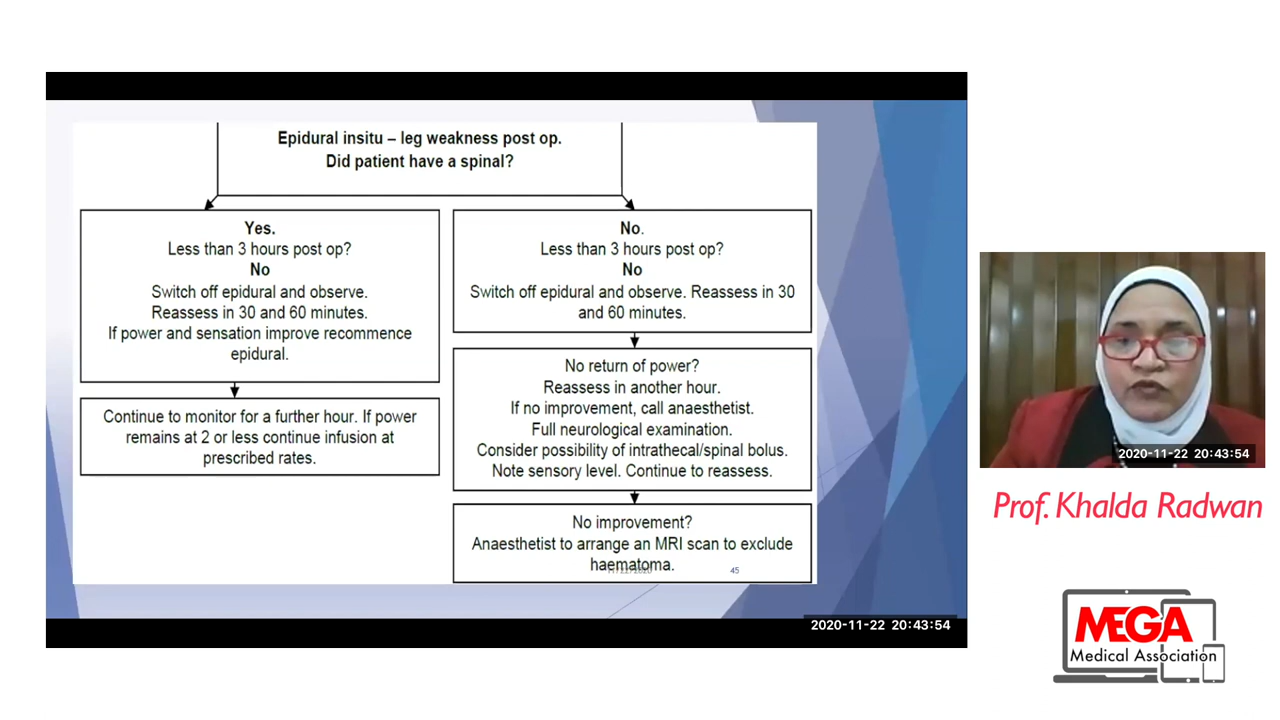 Epidural insitu – leg weakness post op.
Did patient have a spinal?
Yes.
Less than 3 hours post op?
No
Switch off epidural and observe.
Reassess in 30 and 60 minutes.
If power and sensation improve recommence
epidural.
Continue to monitor for a further hour. If power
remains at 2 or less continue infusion at
prescribed rates.
No.
Less than 3 hours post op?
No
Switch off epidural and observe. Reassess in 30
and 60 minutes.
No return of power?
Reassess in another hour.
If no improvement, call anaesthetist.
Full neurological examination.
Consider possibility of intrathecal/spinal bolus.
Note sensory level. Continue to reassess.
No improvement?
Anaesthetist to arrange an MRI scan to exclude
haematoma.
45
2020-11-22 20:43:54
2020-11-22 20:43:54
Prof. Khalda Radwan
MEGA
Medical Association